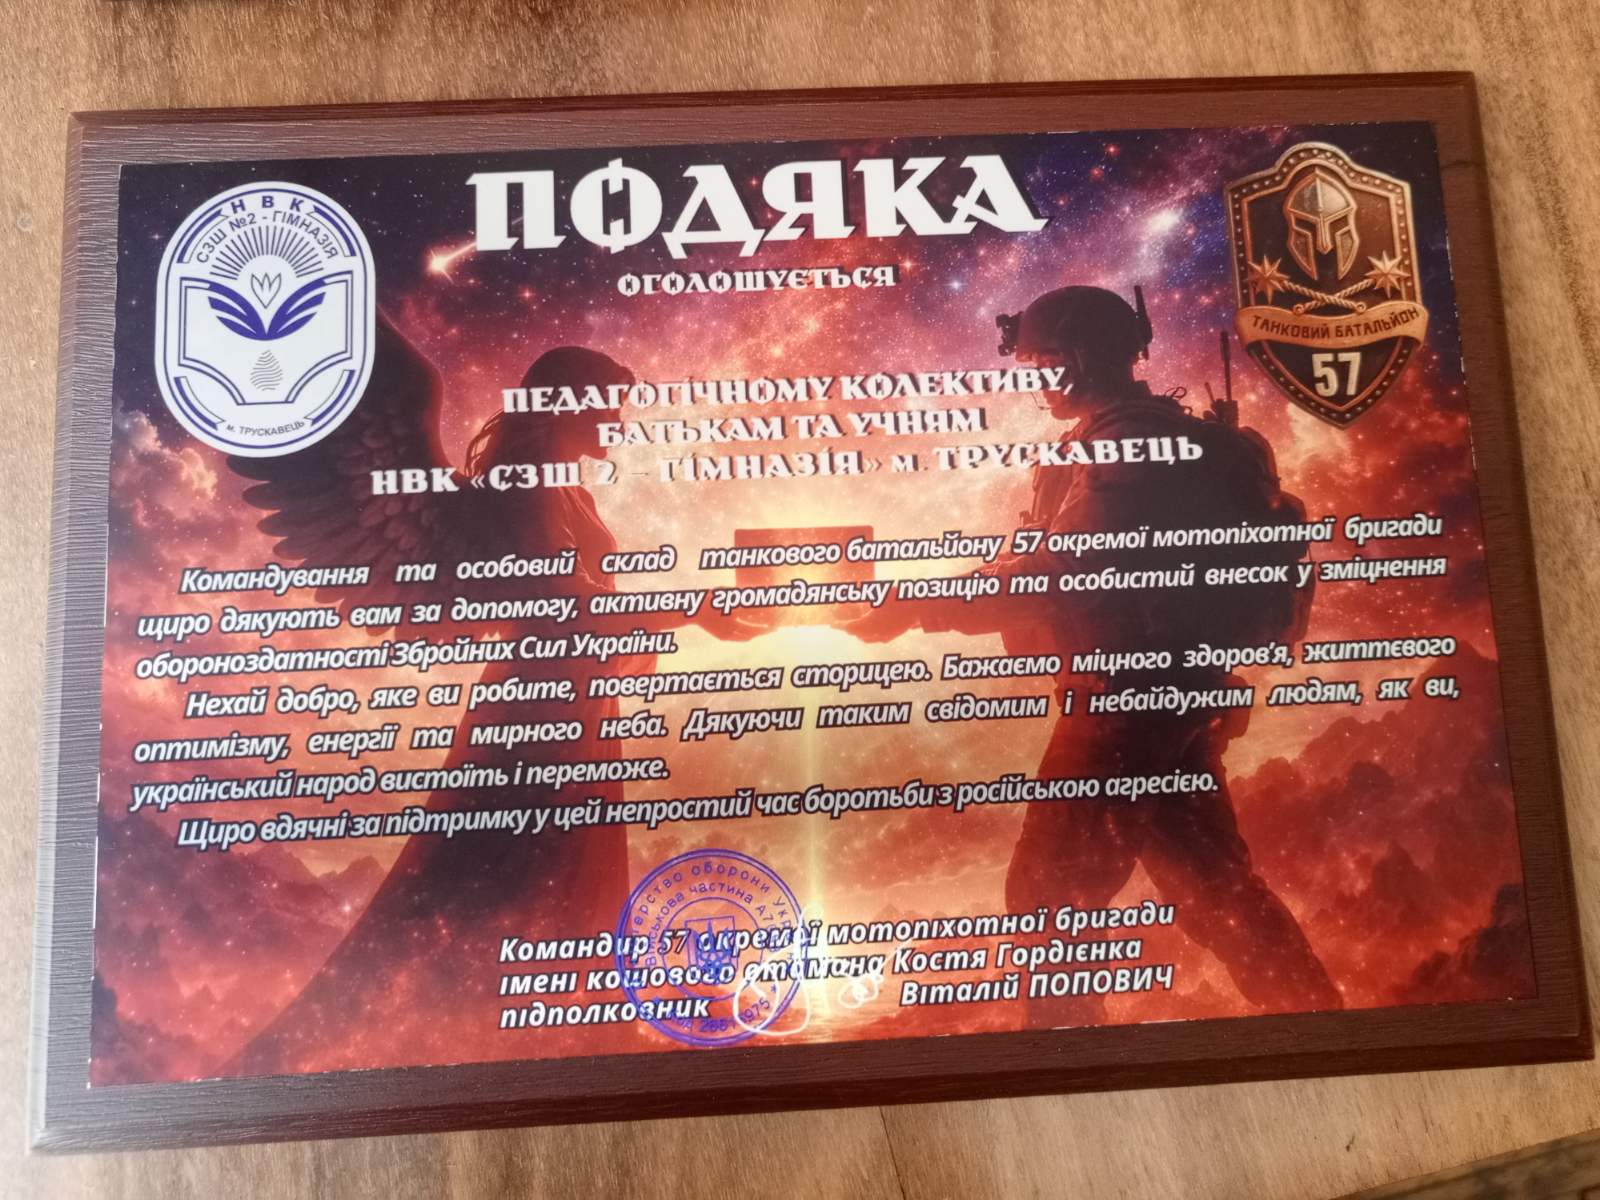 ПОДЯКА
ОГОЛОШУЄТЬСЯ
НВК
СЗШ №2 - ГІМНАЗІЯ
м. ТРУСКАВЕЦЬ
ТАНКОВИЙ БАТАЛЬЙОН
57
ПЕДАГОГІЧНОМУ КОЛЕКТИВУ,
БАТЬКАМ ТА УЧНЯМ
НВК «СЗШ 2 – ГІМНАЗІЯ» м. ТРУСКАВЕЦЬ
Командування та особовий склад танкового батальйону 57 окремої мотопіхотної бригади
щиро дякують вам за допомогу, активну громадянську позицію та особистий внесок у зміцнення
обороноздатності Збройних Сил України.
Нехай добро, яке ви робите, повертається сторицею. Бажаємо міцного здоров’я, життєвого
оптимізму, енергії та мирного неба. Дякуючи таким свідомим і небайдужим людям, як ви,
український народ вистоїть і переможе.
Щиро вдячні за підтримку у цей непростий час боротьби з російською агресією.
Командир 57 окремої мотопіхотної бригади
імені кошового отамана Костя Гордієнка
підполковник Віталій ПОПОВИЧ
оборони
частина